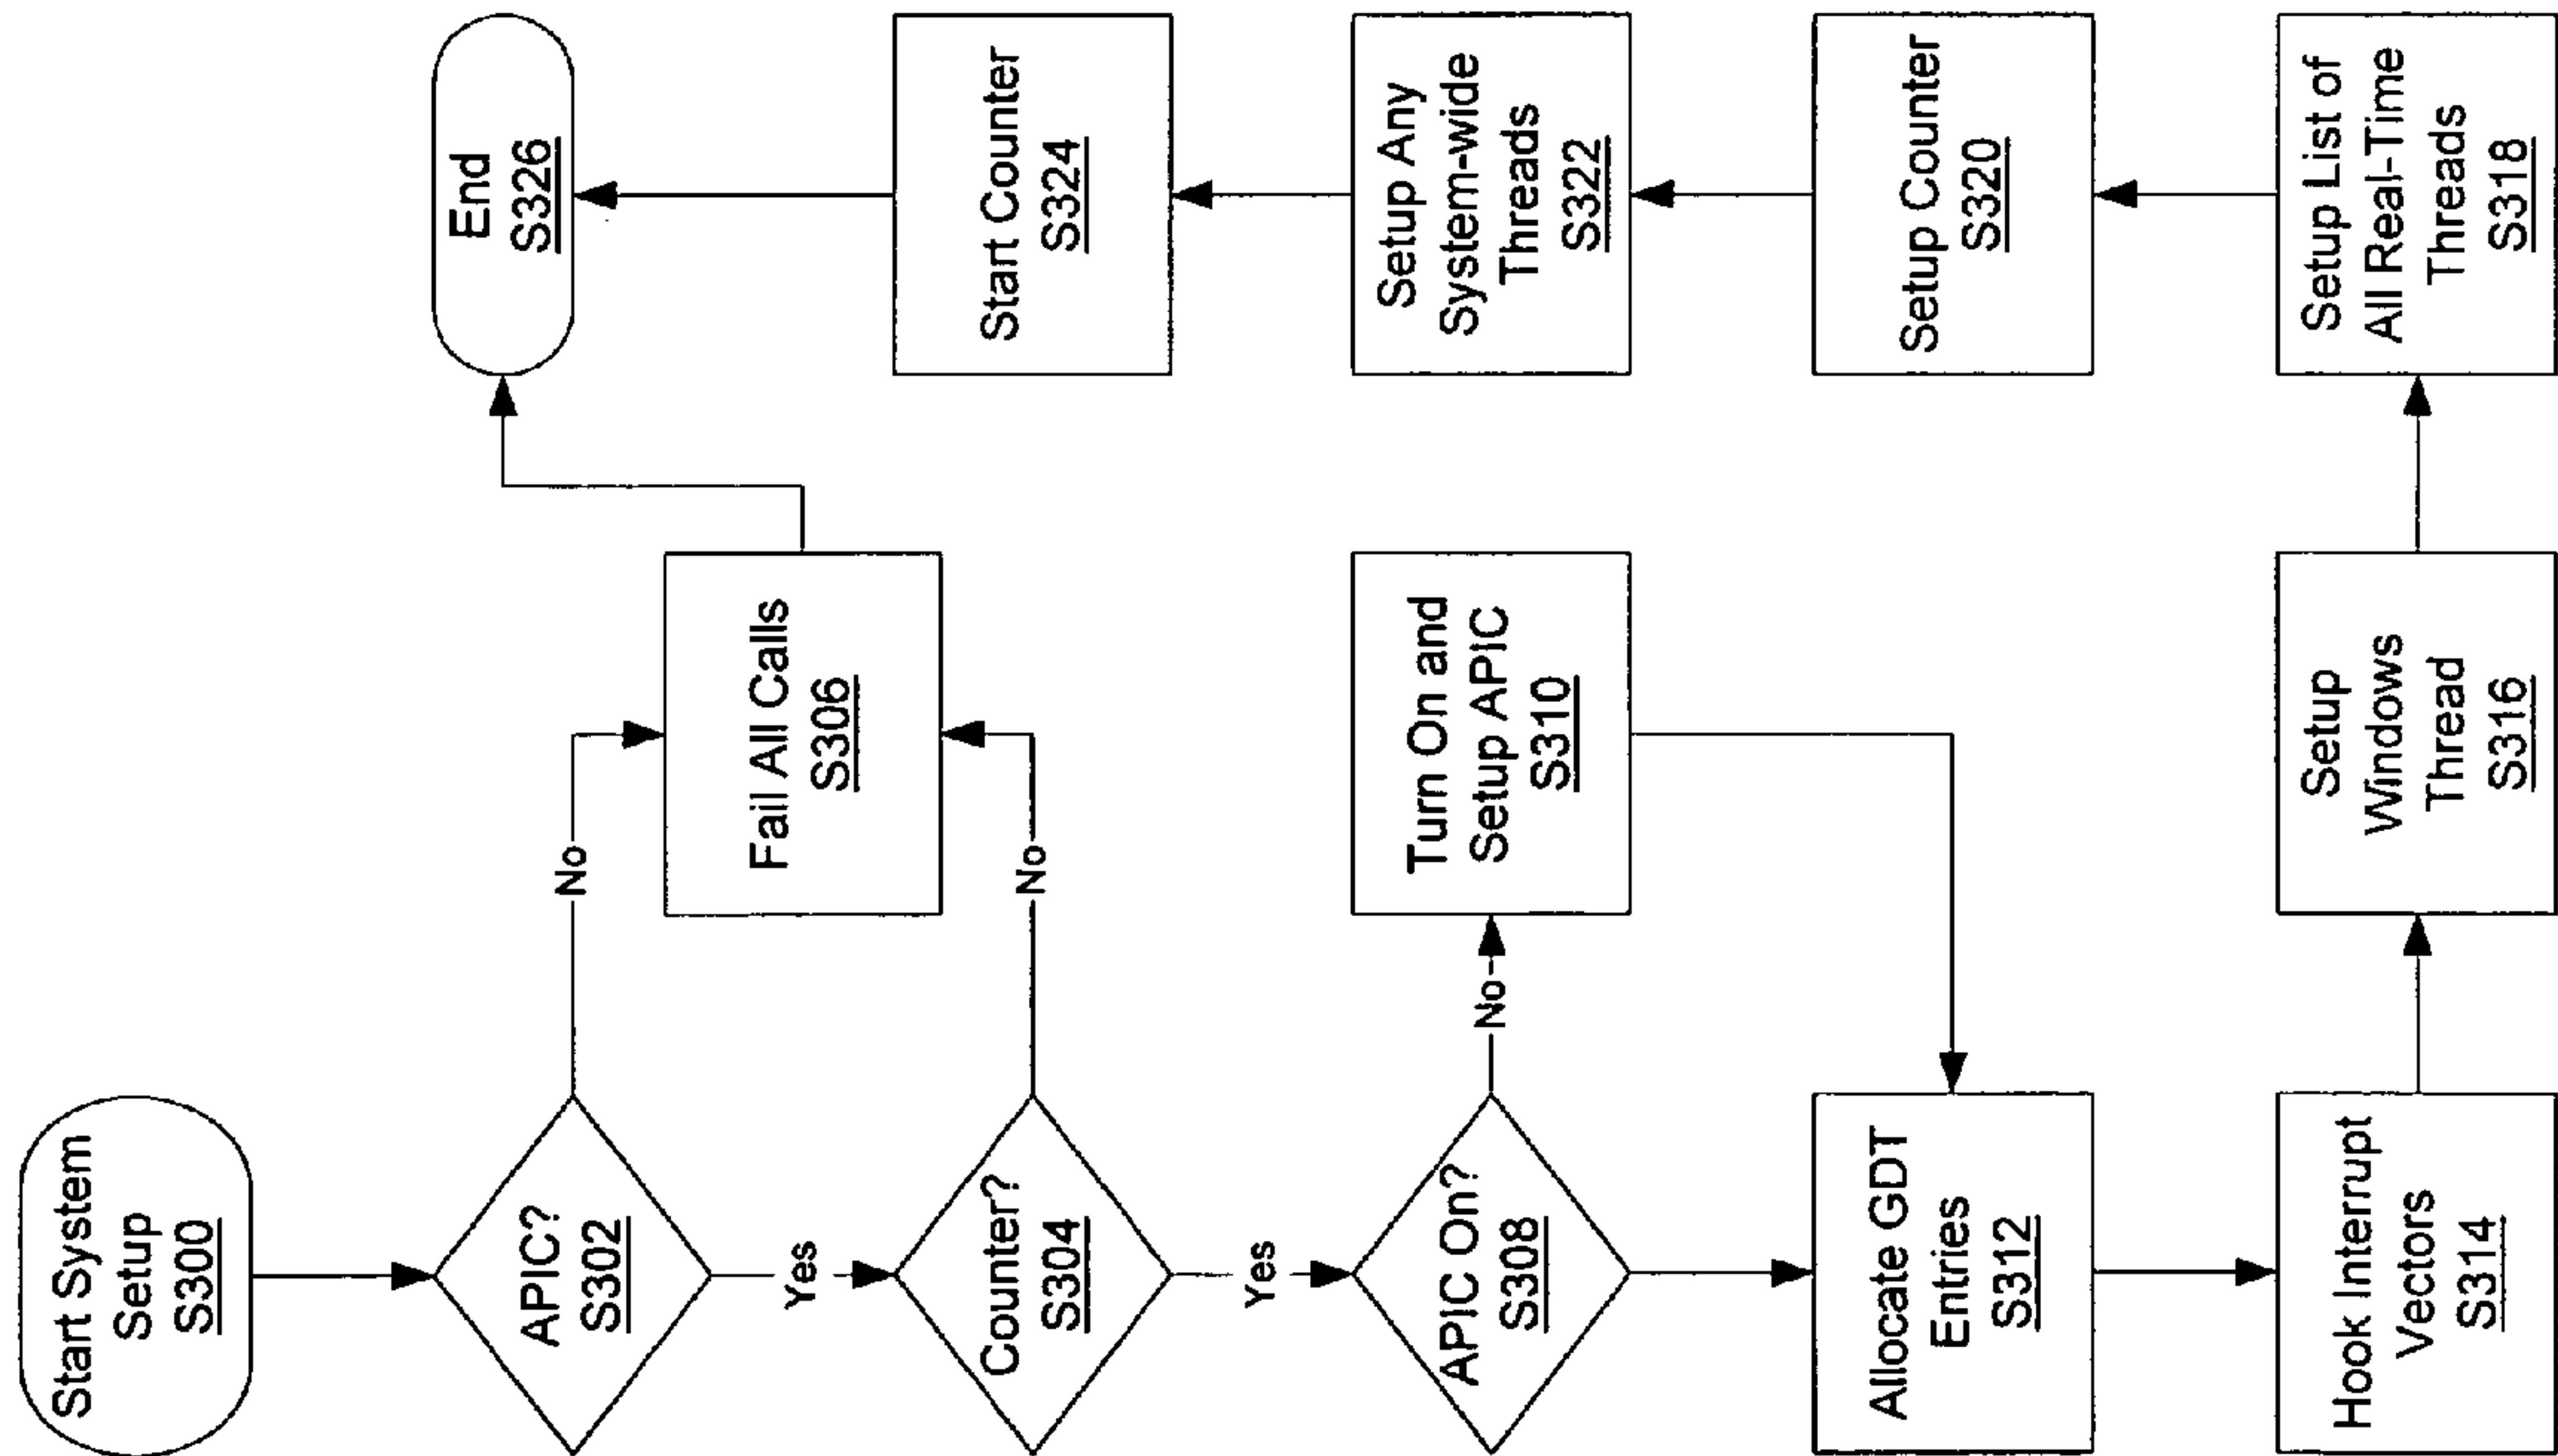 Start System
Setup
S300
APIC?
S302
No
Yes
Counter?
S304
No
Fail All Calls
S306
Yes
APIC On?
S308
No
Turn On and
Setup APIC
S310
Allocate GDT
Entries
S312
Hook Interrupt
Vectors
S314
Setup
Windows
Thread
S316
Setup List of
All Real-Time
Threads
S318
Setup Counter
S320
Setup Any
System-wide
Threads
S322
Start Counter
S324
End
S326